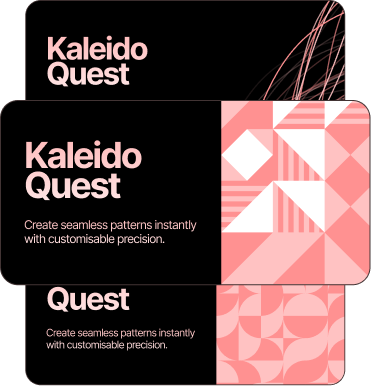 Kaleido
Quest
Kaleido
Quest
Create seamless patterns instantly
with customisable precision.
Quest
Create seamless patterns instantly
with customisable precision.